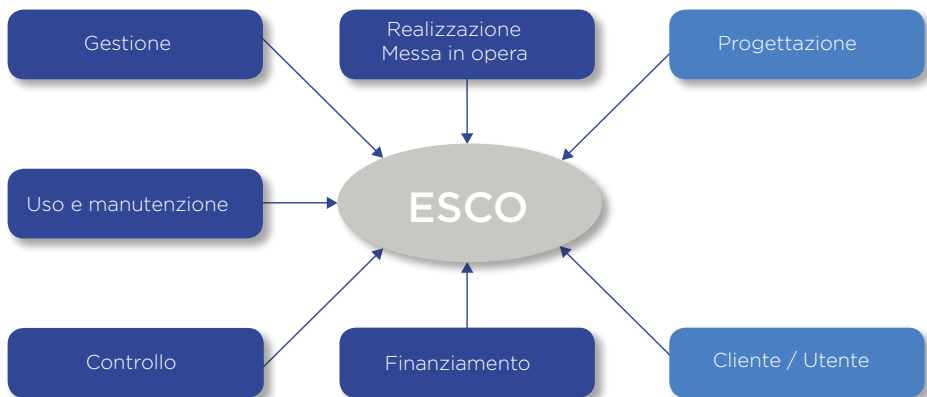 Gestione
Realizzazione
Messa in opera
Progettazione
Uso e manutenzione
ESCO
Controllo
Finanziamento
Cliente / Utente